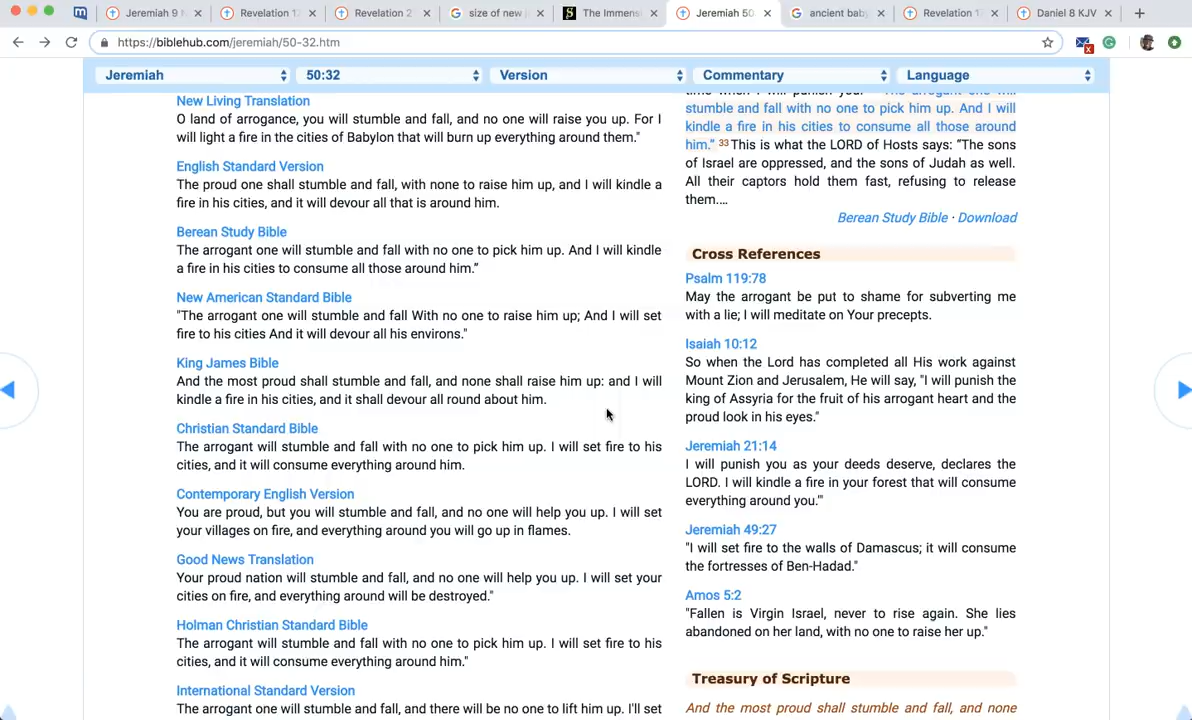 Jeremiah 9 N
Revelation 17
Revelation 2
size of new j
The Immensi
Jeremiah 50
ancient baby
Revelation 17
Daniel 8 KJV
https://biblehub.com/jeremiah/50-32.htm
Jeremiah
50:32
Version
Commentary
Language
New Living Translation
O land of arrogance, you will stumble and fall, and no one will raise you up. For I
will light a fire in the cities of Babylon that will burn up everything around them."
English Standard Version
The proud one shall stumble and fall, with none to raise him up, and I will kindle a
fire in his cities, and it will devour all that is around him.
Berean Study Bible
The arrogant one will stumble and fall with no one to pick him up. And I will kindle
a fire in his cities to consume all those around him.”
New American Standard Bible
"The arrogant one will stumble and fall With no one to raise him up; And I will set
fire to his cities And it will devour all his environs."
King James Bible
And the most proud shall stumble and fall, and none shall raise him up: and I will
kindle a fire in his cities, and it shall devour all round about him.
Christian Standard Bible
The arrogant will stumble and fall with no one to pick him up. I will set fire to his
cities, and it will consume everything around him.
Contemporary English Version
You are proud, but you will stumble and fall, and no one will help you up. I will set
your villages on fire, and everything around you will go up in flames.
Good News Translation
Your proud nation will stumble and fall, and no one will help you up. I will set your
cities on fire, and everything around will be destroyed."
Holman Christian Standard Bible
The arrogant will stumble and fall with no one to pick him up. I will set fire to his
cities, and it will consume everything around him."
International Standard Version
The arrogant one will stumble and fall, and there will be no one to lift him up. I'll set
time when I will punish you. The arrogant one will
stumble and fall with no one to pick him up. And I will
kindle a fire in his cities to consume all those around
him.” 33 This is what the LORD of Hosts says: “The sons
of Israel are oppressed, and the sons of Judah as well.
All their captors hold them fast, refusing to release
them.…
Berean Study Bible · Download
Cross References
Psalm 119:78
May the arrogant be put to shame for subverting me
with a lie; I will meditate on Your precepts.
Isaiah 10:12
So when the Lord has completed all His work against
Mount Zion and Jerusalem, He will say, "I will punish the
king of Assyria for the fruit of his arrogant heart and the
proud look in his eyes."
Jeremiah 21:14
I will punish you as your deeds deserve, declares the
LORD. I will kindle a fire in your forest that will consume
everything around you.'"
Jeremiah 49:27
"I will set fire to the walls of Damascus; it will consume
the fortresses of Ben-Hadad."
Amos 5:2
"Fallen is Virgin Israel, never to rise again. She lies
abandoned on her land, with no one to raise her up."
Treasury of Scripture
And the most proud shall stumble and fall, and none